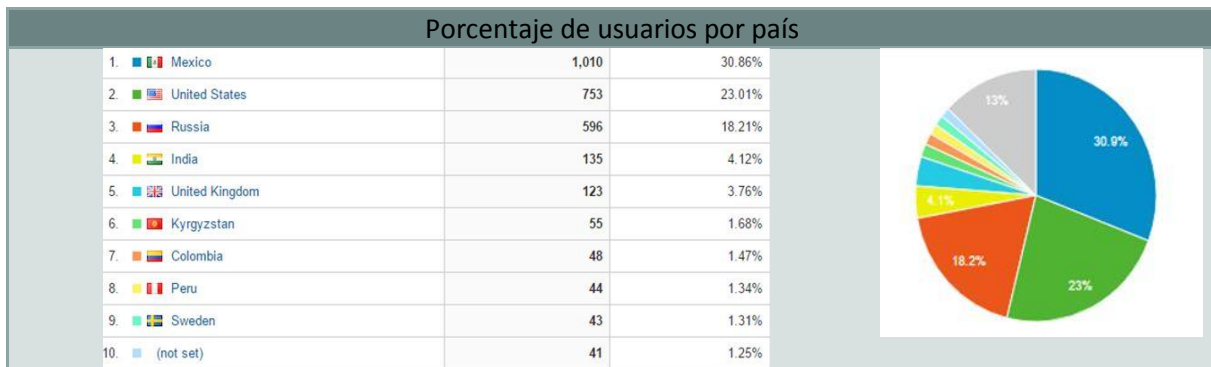 Porcentaje de usuarios por país
1. Mexico 1,010 30.86%
2. United States 753 23.01%
3. Russia 596 18.21%
4. India 135 4.12%
5. United Kingdom 123 3.76%
6. Kyrgyzstan 55 1.68%
7. Colombia 48 1.47%
8. Peru 44 1.34%
9. Sweden 43 1.31%
10. (not set) 41 1.25%
13%
30.9%
4.1%
18.2%
23%